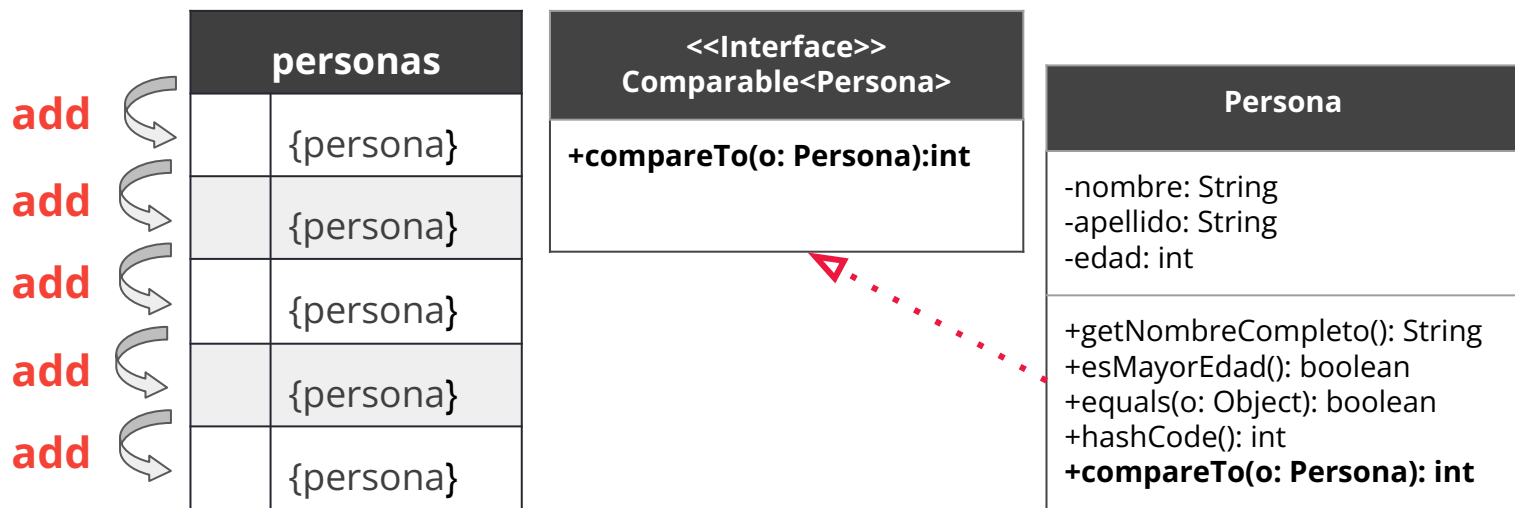 personas
add
{persona}
add
{persona}
add
{persona}
add
{persona}
add
{persona}
<<Interface>>
Comparable<Persona>
+compareTo(o: Persona):int
Persona
-nombre: String
-apellido: String
-edad: int
+getNombreCompleto(): String
+esMayorEdad(): boolean
+equals(o: Object): boolean
+hashCode(): int
+compareTo(o: Persona): int